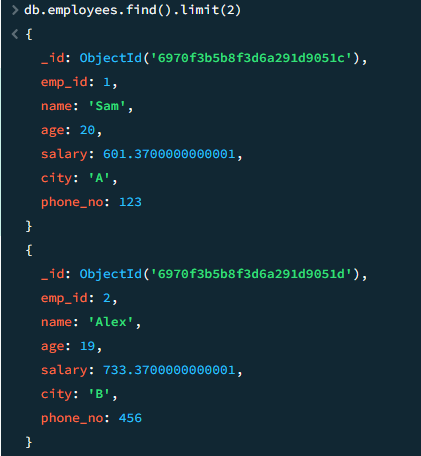 > db.employees.find().limit(2)
< {
_id: ObjectId('6970f3b5b8f3d6a291d9051c'),
emp_id: 1,
name: 'Sam',
age: 20,
salary: 601.3700000000001,
city: 'A',
phone_no: 123
}
{
_id: ObjectId('6970f3b5b8f3d6a291d9051d'),
emp_id: 2,
name: 'Alex',
age: 19,
salary: 733.3700000000001,
city: 'B',
phone_no: 456
}